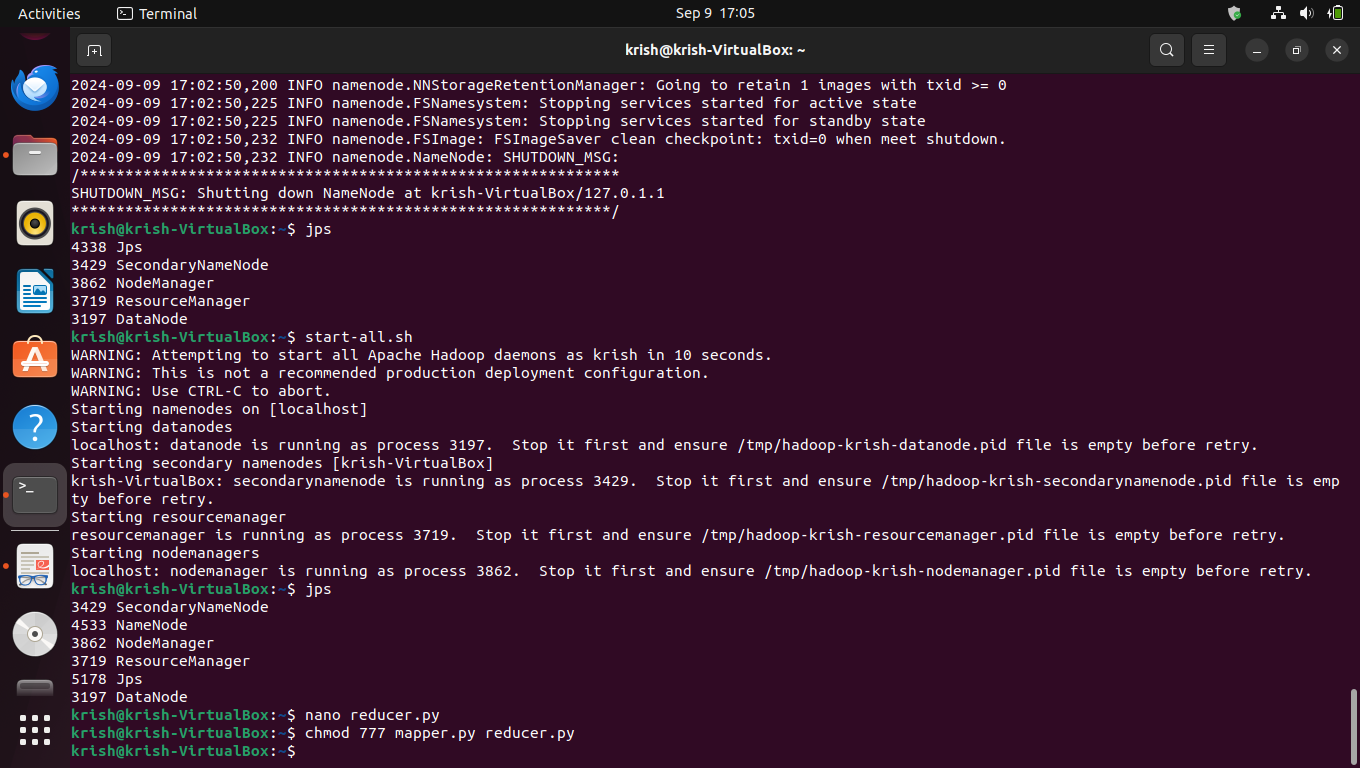 Activities
Terminal
Sep 9 17:05
krish@krish-VirtualBox: ~
2024-09-09 17:02:50,200 INFO namenode.NNStorageRetentionManager: Going to retain 1 images with txid >= 0
2024-09-09 17:02:50,225 INFO namenode.FSNamesystem: Stopping services started for active state
2024-09-09 17:02:50,225 INFO namenode.FSNamesystem: Stopping services started for standby state
2024-09-09 17:02:50,232 INFO namenode.FSImage: FSImageSaver clean checkpoint: txid=0 when meet shutdown.
2024-09-09 17:02:50,232 INFO namenode.NameNode: SHUTDOWN_MSG:
/************************************************************
SHUTDOWN_MSG: Shutting down NameNode at krish-VirtualBox/127.0.1.1
************************************************************/
krish@krish-VirtualBox:~$ jps
4338 Jps
3429 SecondaryNameNode
3862 NodeManager
3719 ResourceManager
3197 DataNode
krish@krish-VirtualBox:~$ start-all.sh
WARNING: Attempting to start all Apache Hadoop daemons as krish in 10 seconds.
WARNING: This is not a recommended production deployment configuration.
WARNING: Use CTRL-C to abort.
Starting namenodes on [localhost]
Starting datanodes
localhost: datanode is running as process 3197.  Stop it first and ensure /tmp/hadoop-krish-datanode.pid file is empty before retry.
Starting secondary namenodes [krish-VirtualBox]
krish-VirtualBox: secondarynamenode is running as process 3429.  Stop it first and ensure /tmp/hadoop-krish-secondarynamenode.pid file is emp
ty before retry.
Starting resourcemanager
resourcemanager is running as process 3719.  Stop it first and ensure /tmp/hadoop-krish-resourcemanager.pid file is empty before retry.
Starting nodemanagers
localhost: nodemanager is running as process 3862.  Stop it first and ensure /tmp/hadoop-krish-nodemanager.pid file is empty before retry.
krish@krish-VirtualBox:~$ jps
3429 SecondaryNameNode
4533 NameNode
3862 NodeManager
3719 ResourceManager
5178 Jps
3197 DataNode
krish@krish-VirtualBox:~$ nano reducer.py
krish@krish-VirtualBox:~$ chmod 777 mapper.py reducer.py
krish@krish-VirtualBox:~$